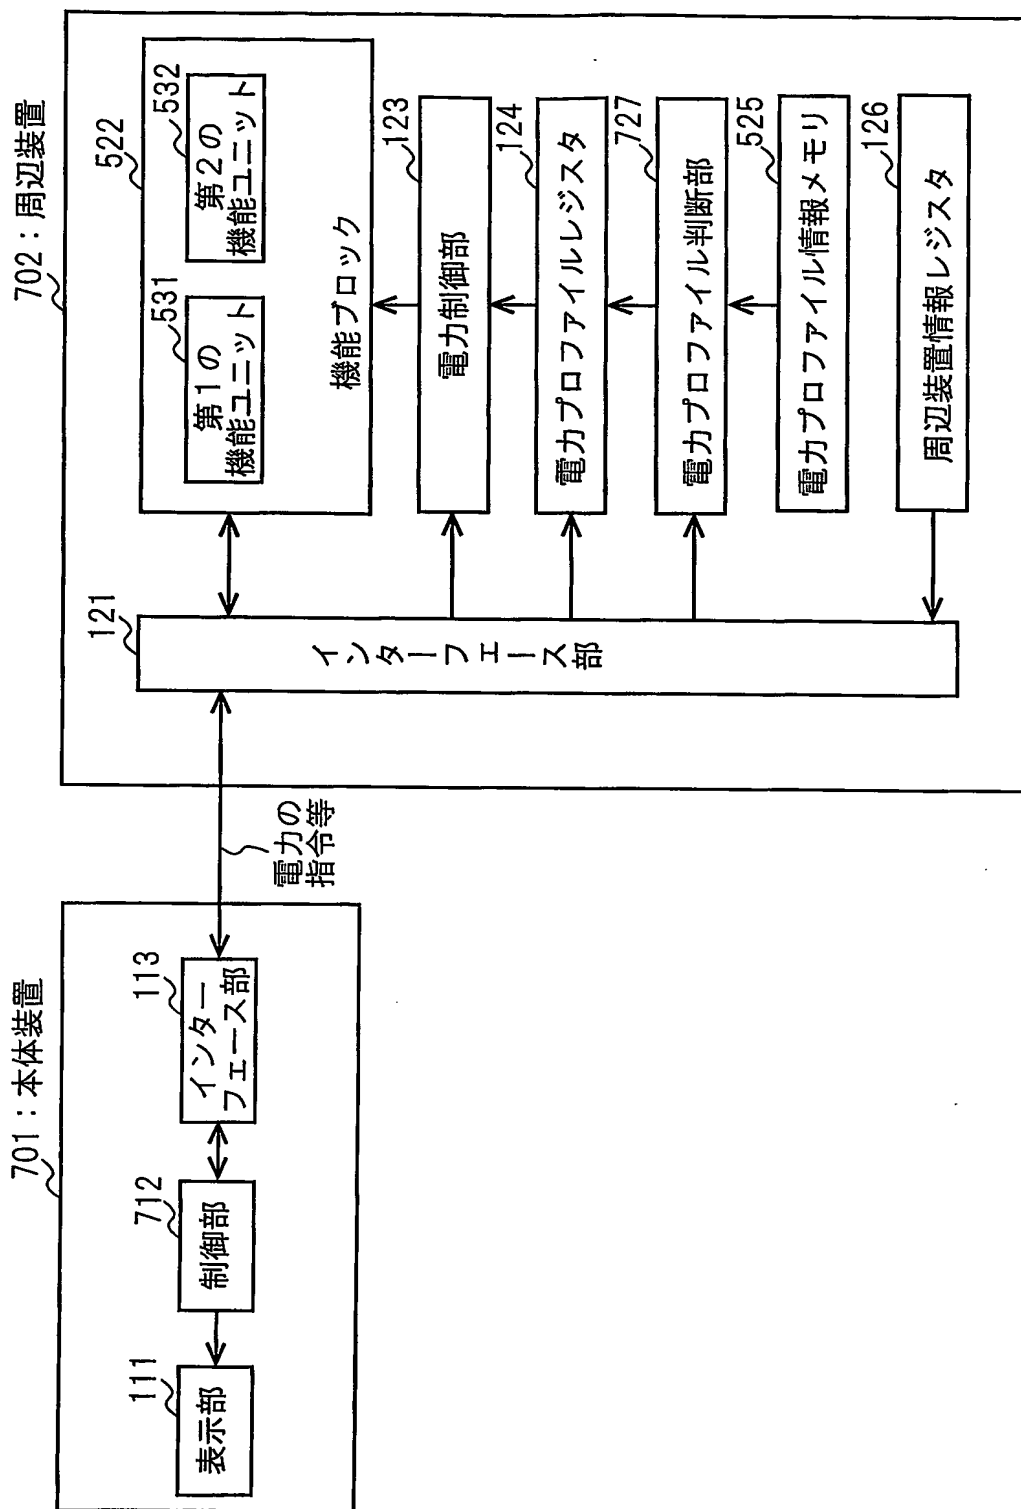 701:本体装置
111
表示部
712
制御部
113
インター
フェース部
電力の
指令等
702:周辺装置
121
インターフェース部
522
531
第1の
機能ユニット
532
第2の
機能ユニット
機能ブロック
123
電力制御部
124
電力プロファイルレジスタ
727
電力プロファイル判断部
525
電力プロファイル情報メモリ
126
周辺装置情報レジスタ